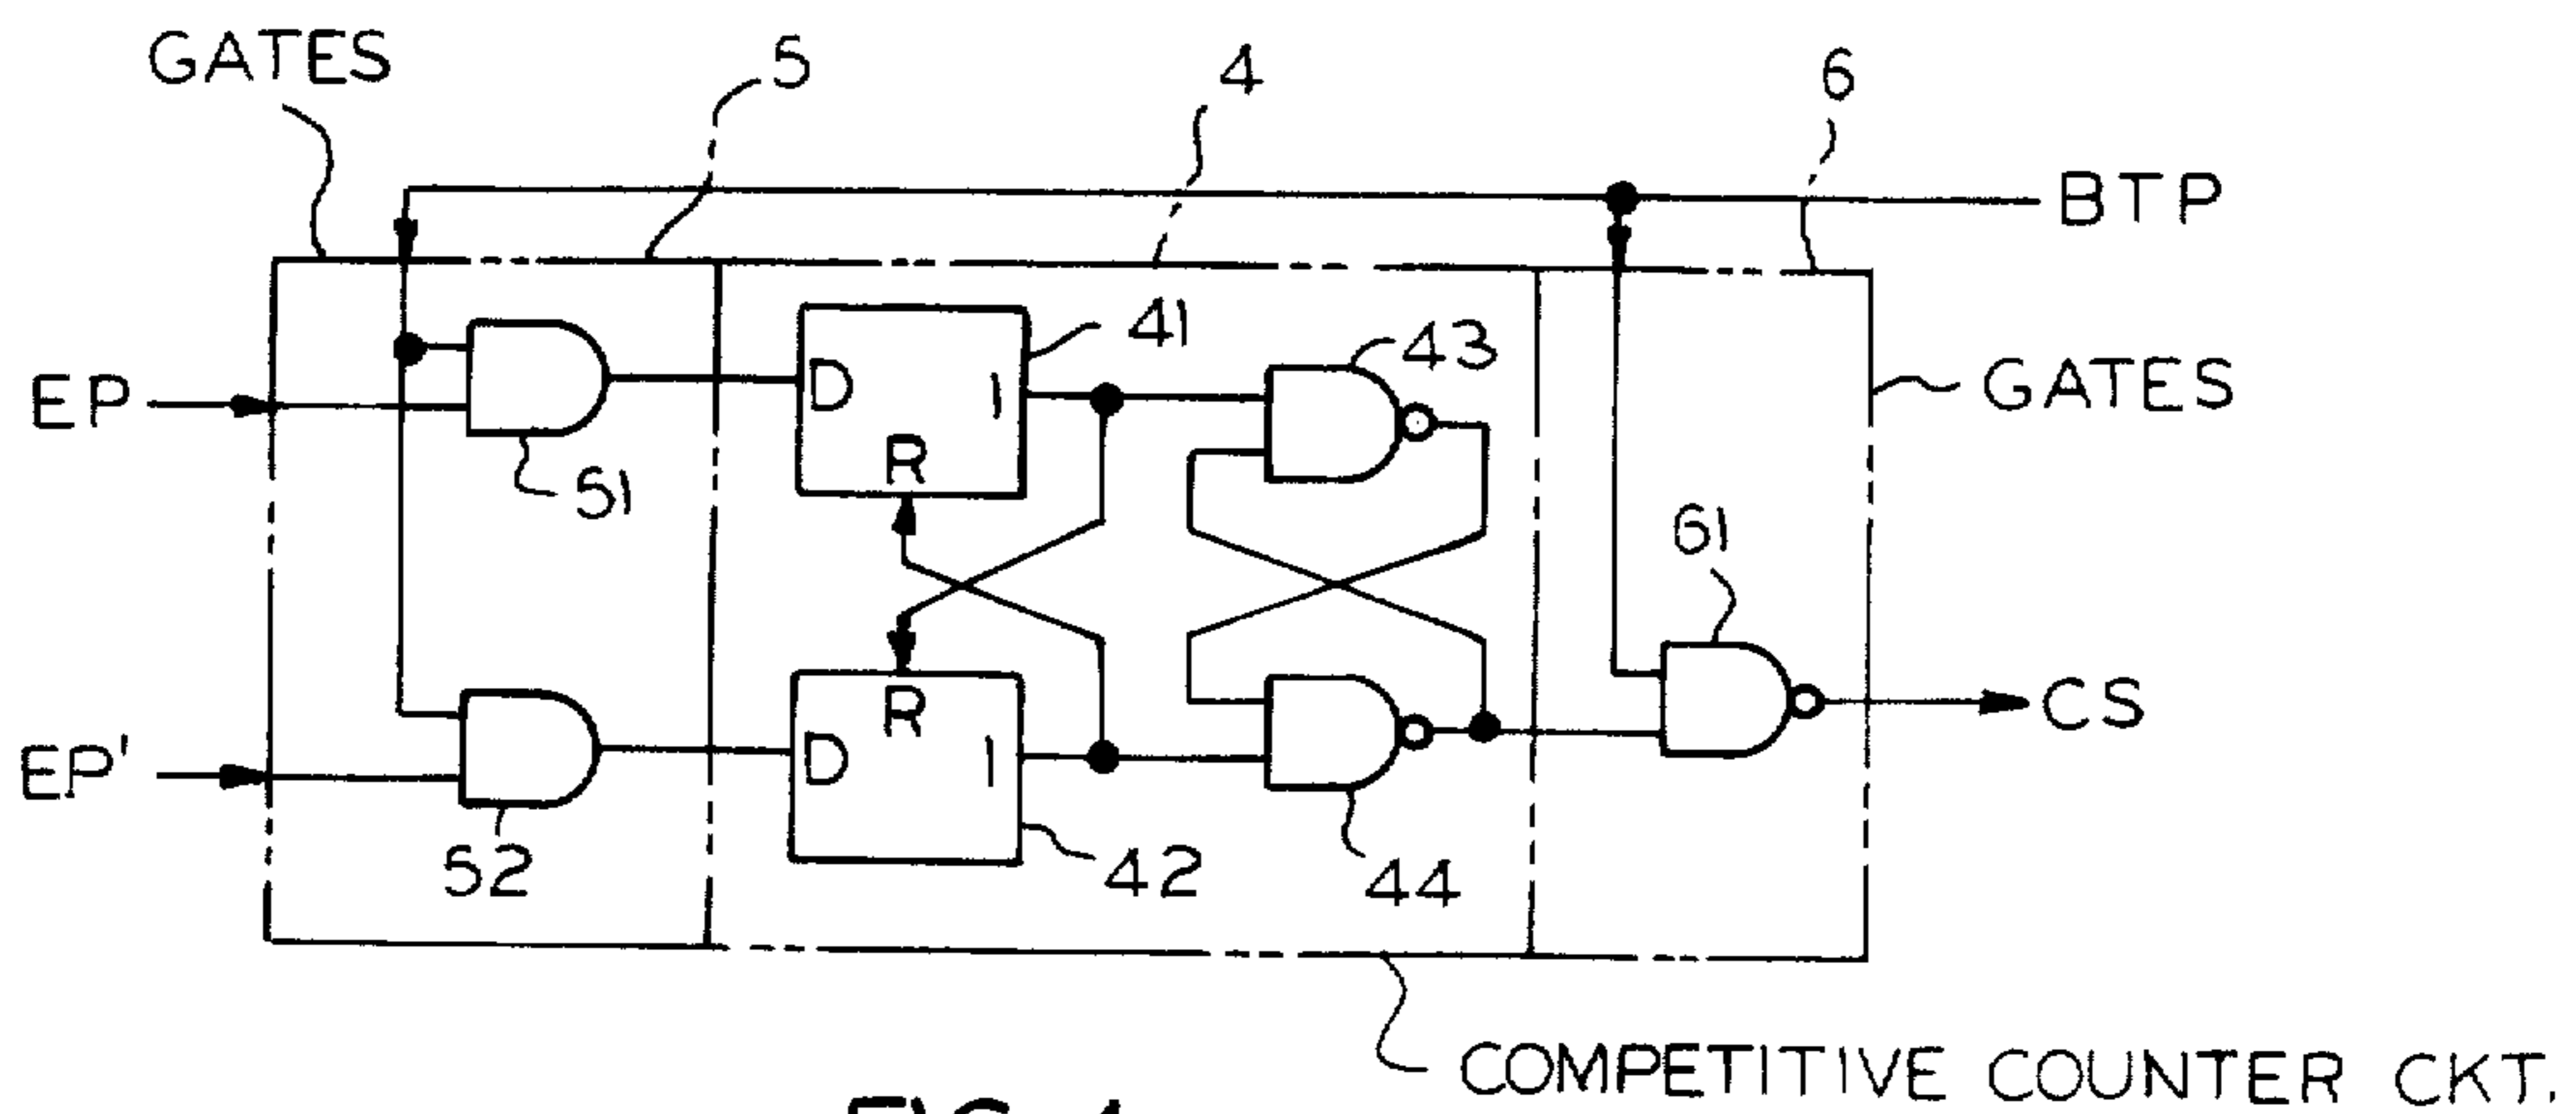 GATES
5
4
6
BTP
EP
51
D
1
R
41
43
GATES
61
EP'
52
D
R
1
42
44
CS
COMPETITIVE COUNTER CKT.